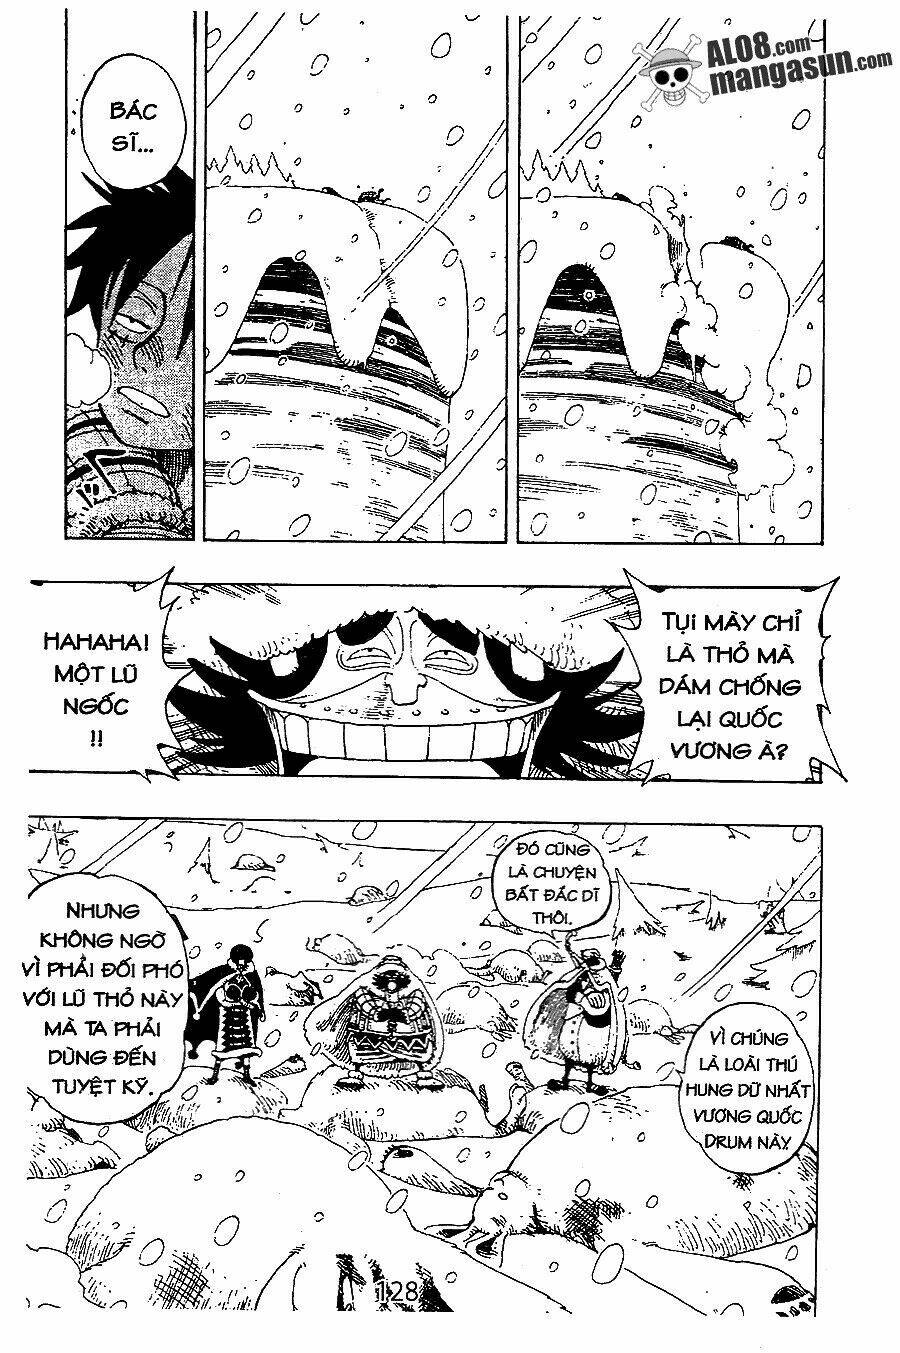 AL08.com
mangasun.com
BÁC
SĨ...
HAHAHA!
MỘT LŨ
NGỐC
!!
TỤI MÀY CHỈ
LÀ THỎ MÀ
DÁM CHỐNG
LẠI QUỐC
VƯƠNG À?
NHƯNG
KHÔNG NGỜ
VÌ PHẢI ĐỐI PHÓ
VỚI LŨ THỎ NÀY
MÀ TA PHẢI
DÙNG ĐẾN
TUYỆT KỸ.
ĐÓ CŨNG
LÀ CHUYỆN
BẤT ĐẮC DĨ
THÔI.
VÌ CHÚNG
LÀ LOÀI THÚ
HUNG DỮ NHẤT
VƯƠNG QUỐC
DRUM NÀY
128